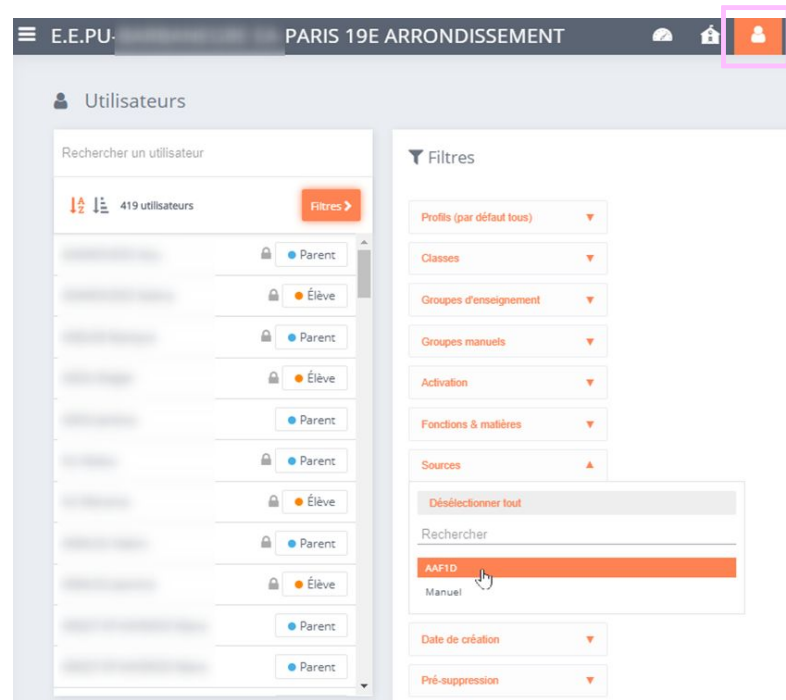 E.E.PU- PARIS 19E ARRONDISSEMENT
Utilisateurs
Rechercher un utilisateur
419 utilisateurs
Filtres
Parent
Élève
Parent
Élève
Parent
Parent
Élève
Parent
Élève
Parent
Parent
Filtres
Profils (par défaut tous)
Classes
Groupes d'enseignement
Groupes manuels
Activation
Fonctions & matières
Sources
Désélectionner tout
Rechercher
AAF1D
Manuel
Date de création
Pré-suppression